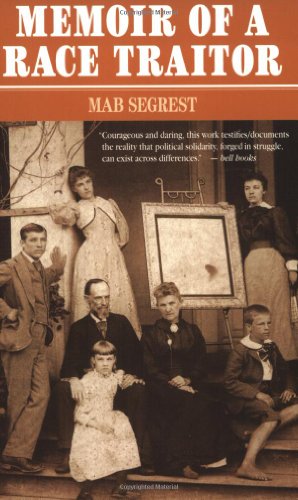 MEMOIR OF A
RACE TRAITOR
MAB SEGREST
"Courageous and daring, this work testifies/documents
the reality that political solidarity, forged in struggle,
can exist across differences." — bell hooks